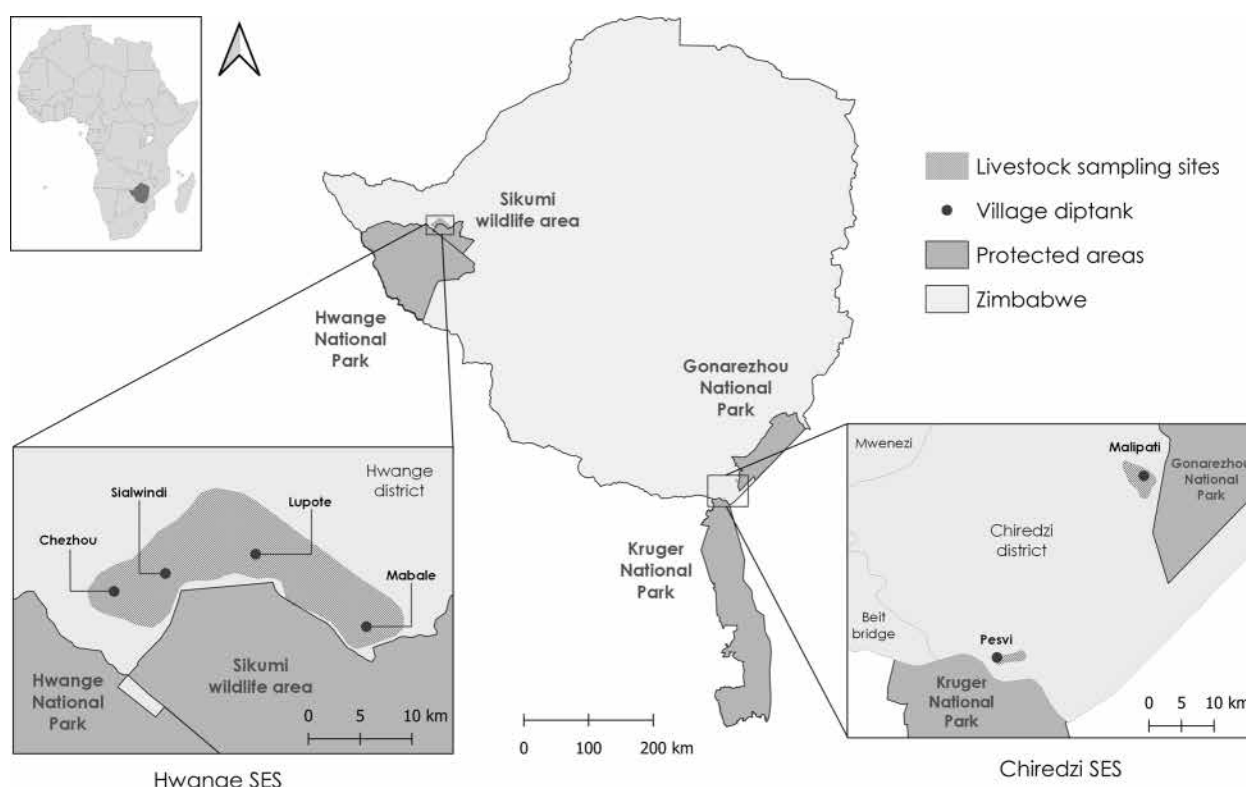 Livestock sampling sites
Village diptank
Protected areas
Zimbabwe
Sikumi
wildlife area
Hwange
National
Park
Gonarezhou
National
Park
Kruger
National
Park
0 100 200 km
Hwange
district
Sialwindi
Lupote
Chezhou
Mabale
Sikumi
wildlife area
Hwange
National
Park
0 5 10 km
Hwange SES
Mwenezi
Malipati
Gonarezhou
National
Park
Chiredzi
district
Beit
bridge
Pesvi
Kruger
National
Park
0 5 10 km
Chiredzi SES